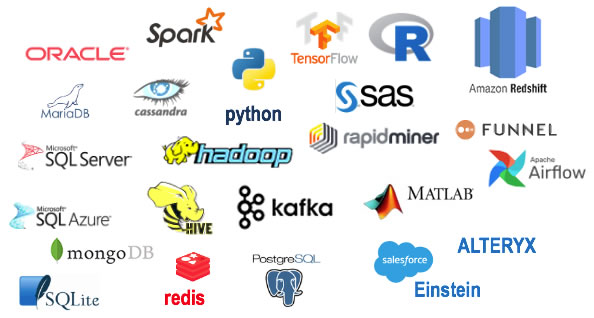 ORACLE
Spark
TensorFlow
R
Amazon Redshift
MariaDB
cassandra
python
sas
rapidminer
FUNNEL
Microsoft
SQL Server
hadoop
Apache
Airflow
Microsoft
SQL Azure
HIVE
kafka
MATLAB
mongoDB
redis
PostgreSQL
salesforce
Einstein
ALTERYX
SQLite